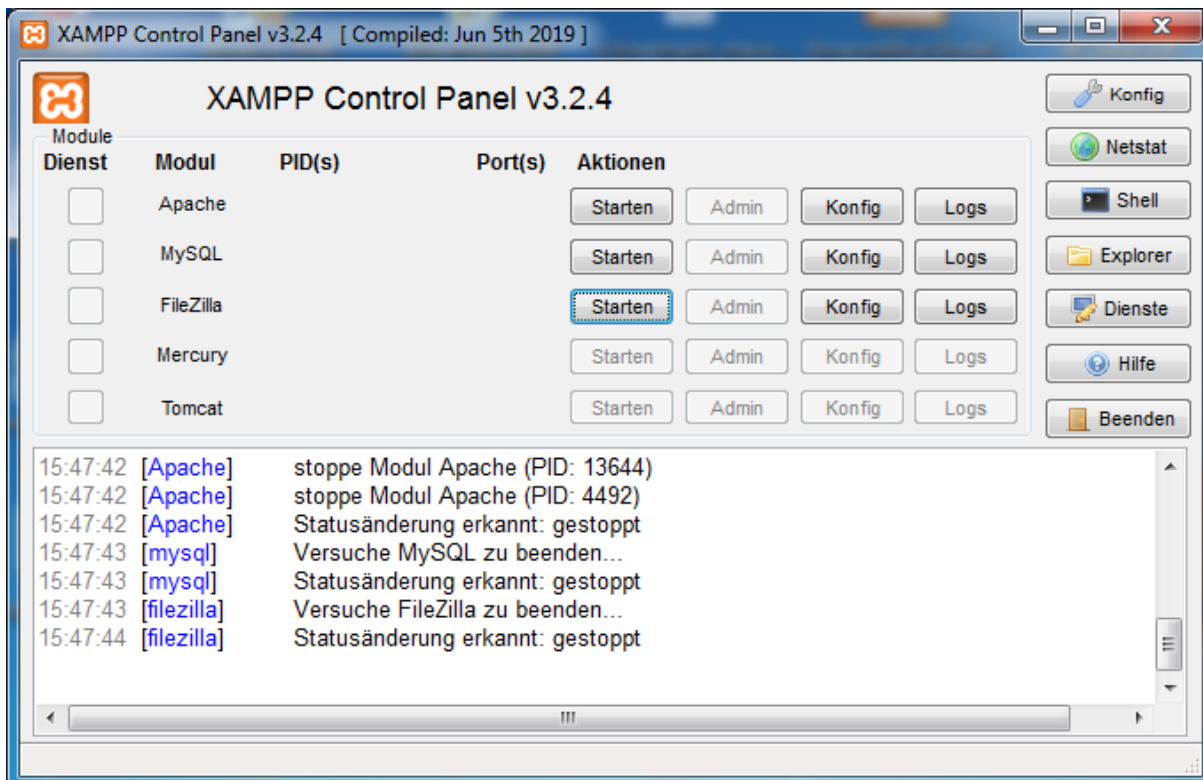 XAMPP Control Panel v3.2.4 [ Compiled: Jun 5th 2019 ]
XAMPP Control Panel v3.2.4
Konfig
Module
Dienst Modul PID(s) Port(s) Aktionen
Netstat
Apache Starten Admin Konfig Logs
Shell
MySQL Starten Admin Konfig Logs
Explorer
FileZilla Starten Admin Konfig Logs
Dienste
Mercury Starten Admin Konfig Logs
Hilfe
Tomcat Starten Admin Konfig Logs
Beenden
15:47:42 [Apache] stoppe Modul Apache (PID: 13644)
15:47:42 [Apache] stoppe Modul Apache (PID: 4492)
15:47:42 [Apache] Statusänderung erkannt: gestoppt
15:47:43 [mysql] Versuche MySQL zu beenden...
15:47:43 [mysql] Statusänderung erkannt: gestoppt
15:47:43 [filezilla] Versuche FileZilla zu beenden...
15:47:44 [filezilla] Statusänderung erkannt: gestoppt